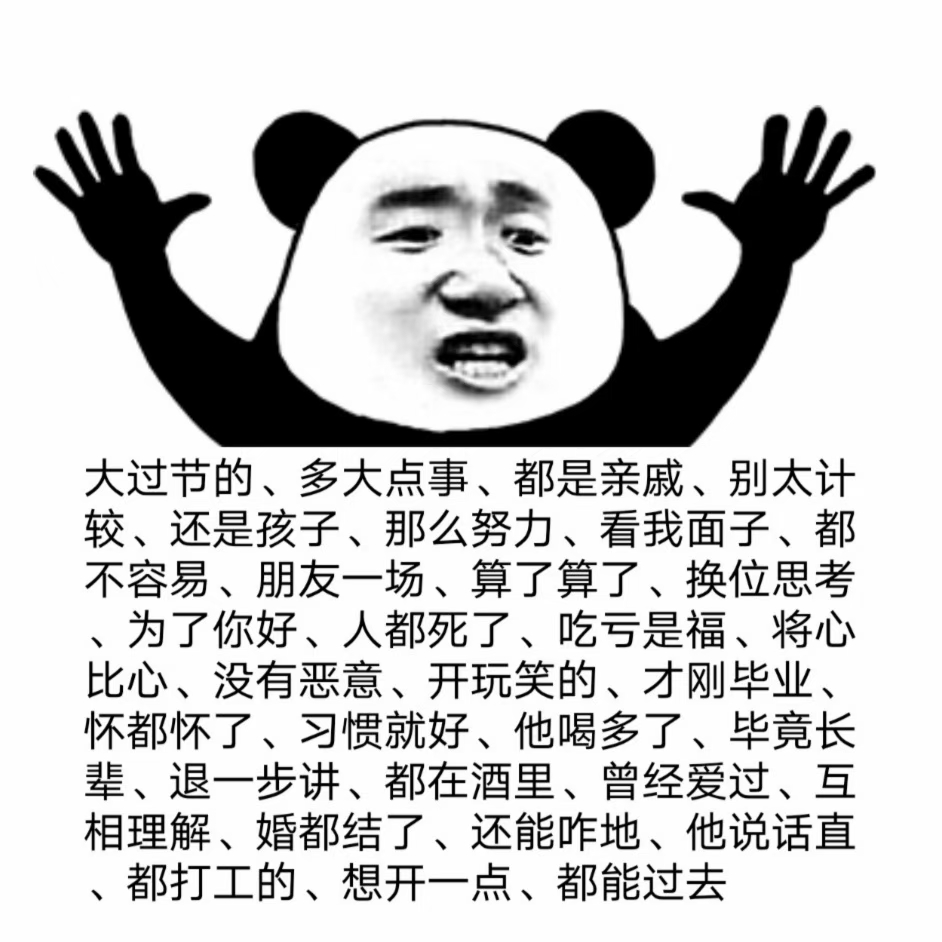 大过节的、多大点事、都是亲戚、别太计
较、还是孩子、那么努力、看我面子、都
不容易、朋友一场、算了算了、换位思考
、为了你好、人都死了、吃亏是福、将心
比心、没有恶意、开玩笑的、才刚毕业、
怀都怀了、习惯就好、他喝多了、毕竟长
辈、退一步讲、都在酒里、曾经爱过、互
相理解、婚都结了、还能咋地、他说话直
、都打工的、想开一点、都能过去